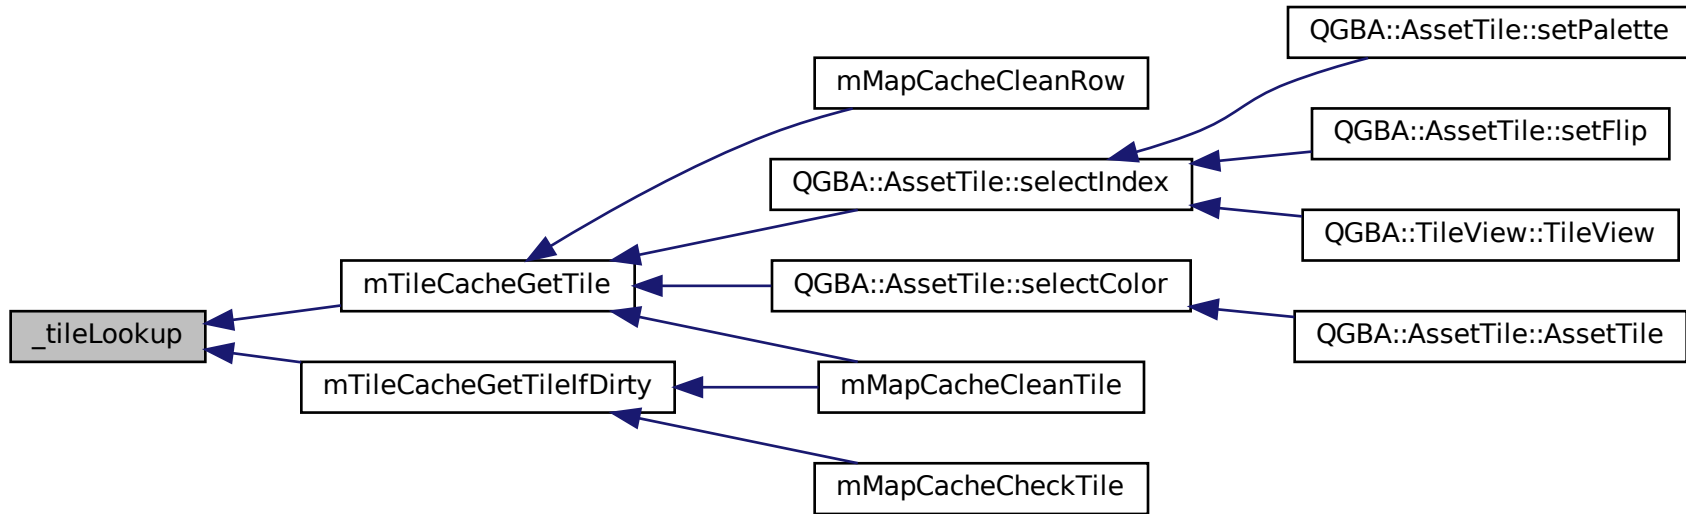 QGBA::AssetTile::setPalette
mMapCacheCleanRow
QGBA::AssetTile::setFlip
QGBA::AssetTile::selectIndex
QGBA::TileView::TileView
mTileCacheGetTile
QGBA::AssetTile::selectColor
_tileLookup
QGBA::AssetTile::AssetTile
mTileCacheGetTileIfDirty
mMapCacheCleanTile
mMapCacheCheckTile